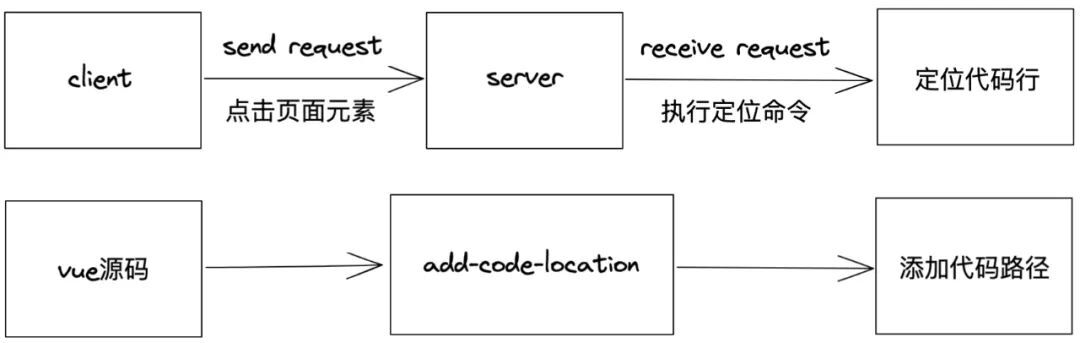 send request
receive request
client
server
定位代码行
点击页面元素
执行定位命令
vue源码
add-code-location
添加代码路径